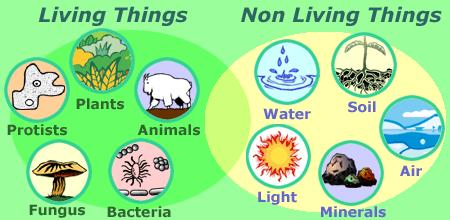 Living Things
Non Living Things
Plants
Protists
Animals
Fungus
Bacteria
Water
Soil
Air
Light
Minerals